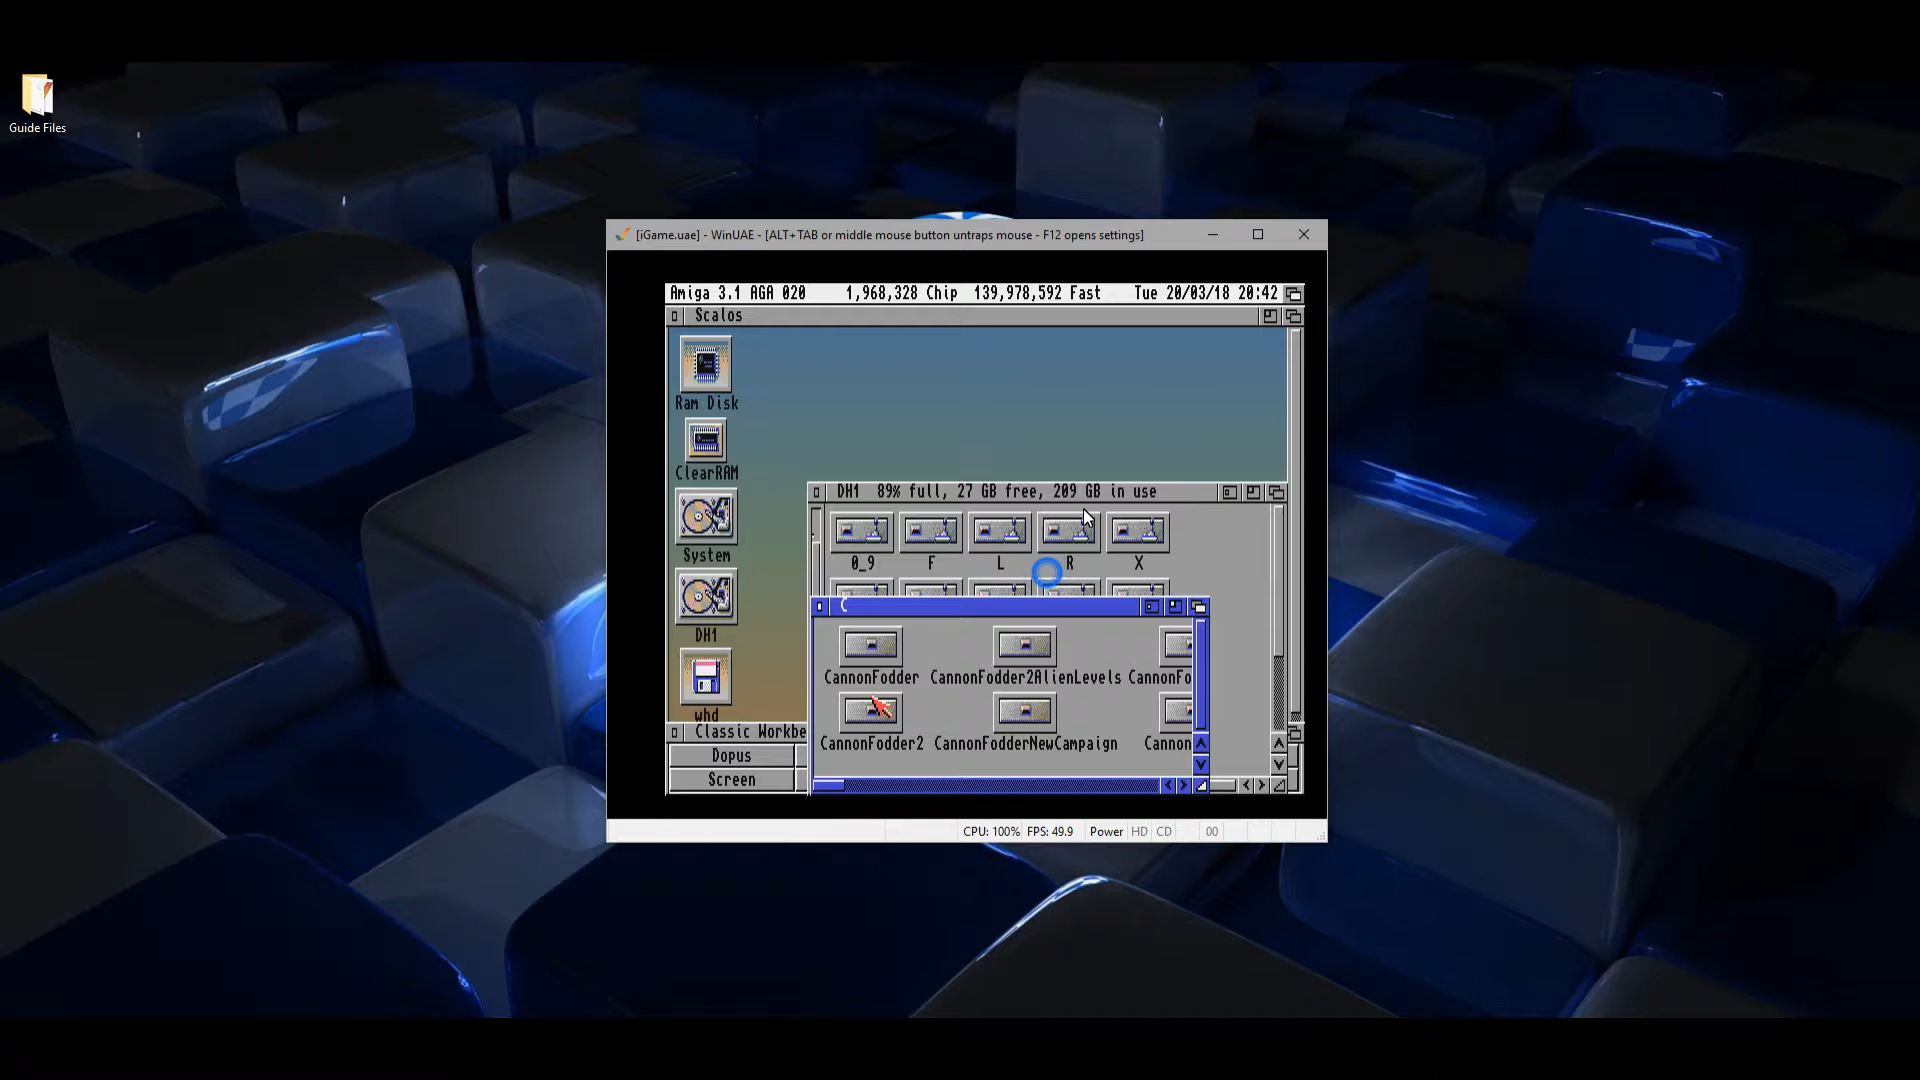 Guide Files
[iGame.uae] - WinUAE - [ALT+TAB or middle mouse button untraps mouse - F12 opens settings]
Amiga 3.1 AGA 020 1,968,328 Chip 139,978,592 Fast Tue 20/03/18 20:42
Scalos
Ram Disk
ClearRAM
System
DH1
whd
DH1 89% full, 27 GB free, 209 GB in use
0_9 F L R X
C
CannonFodder CannonFodder2AlienLevels CannonFo
CannonFodder2 CannonFodderNewCampaign Cannon
Classic Workbe
Dopus
Screen
CPU: 100% FPS: 49.9 Power HD CD 00